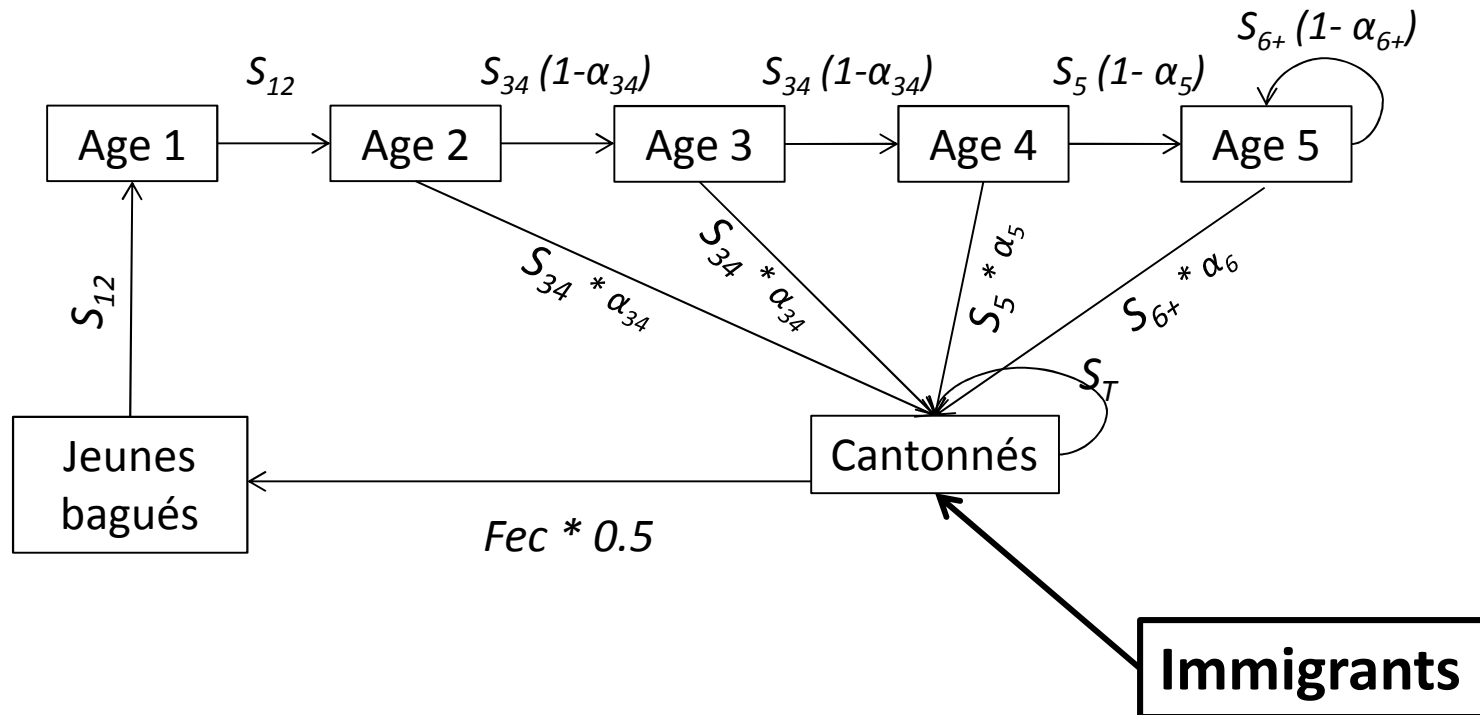 S₆₊ (1- α₆₊)
S₁₂
S₃₄ (1-α₃₄)
S₃₄ (1-α₃₄)
S₅ (1- α₅)
Age 1
Age 2
Age 3
Age 4
Age 5
S₁₂
S₃₄ * α₃₄
S₃₄ * α₃₄
S₅ * α₅
S₆₊ * α₆
S_T
Jeunes
bagués
Cantonnés
Fec * 0.5
Immigrants